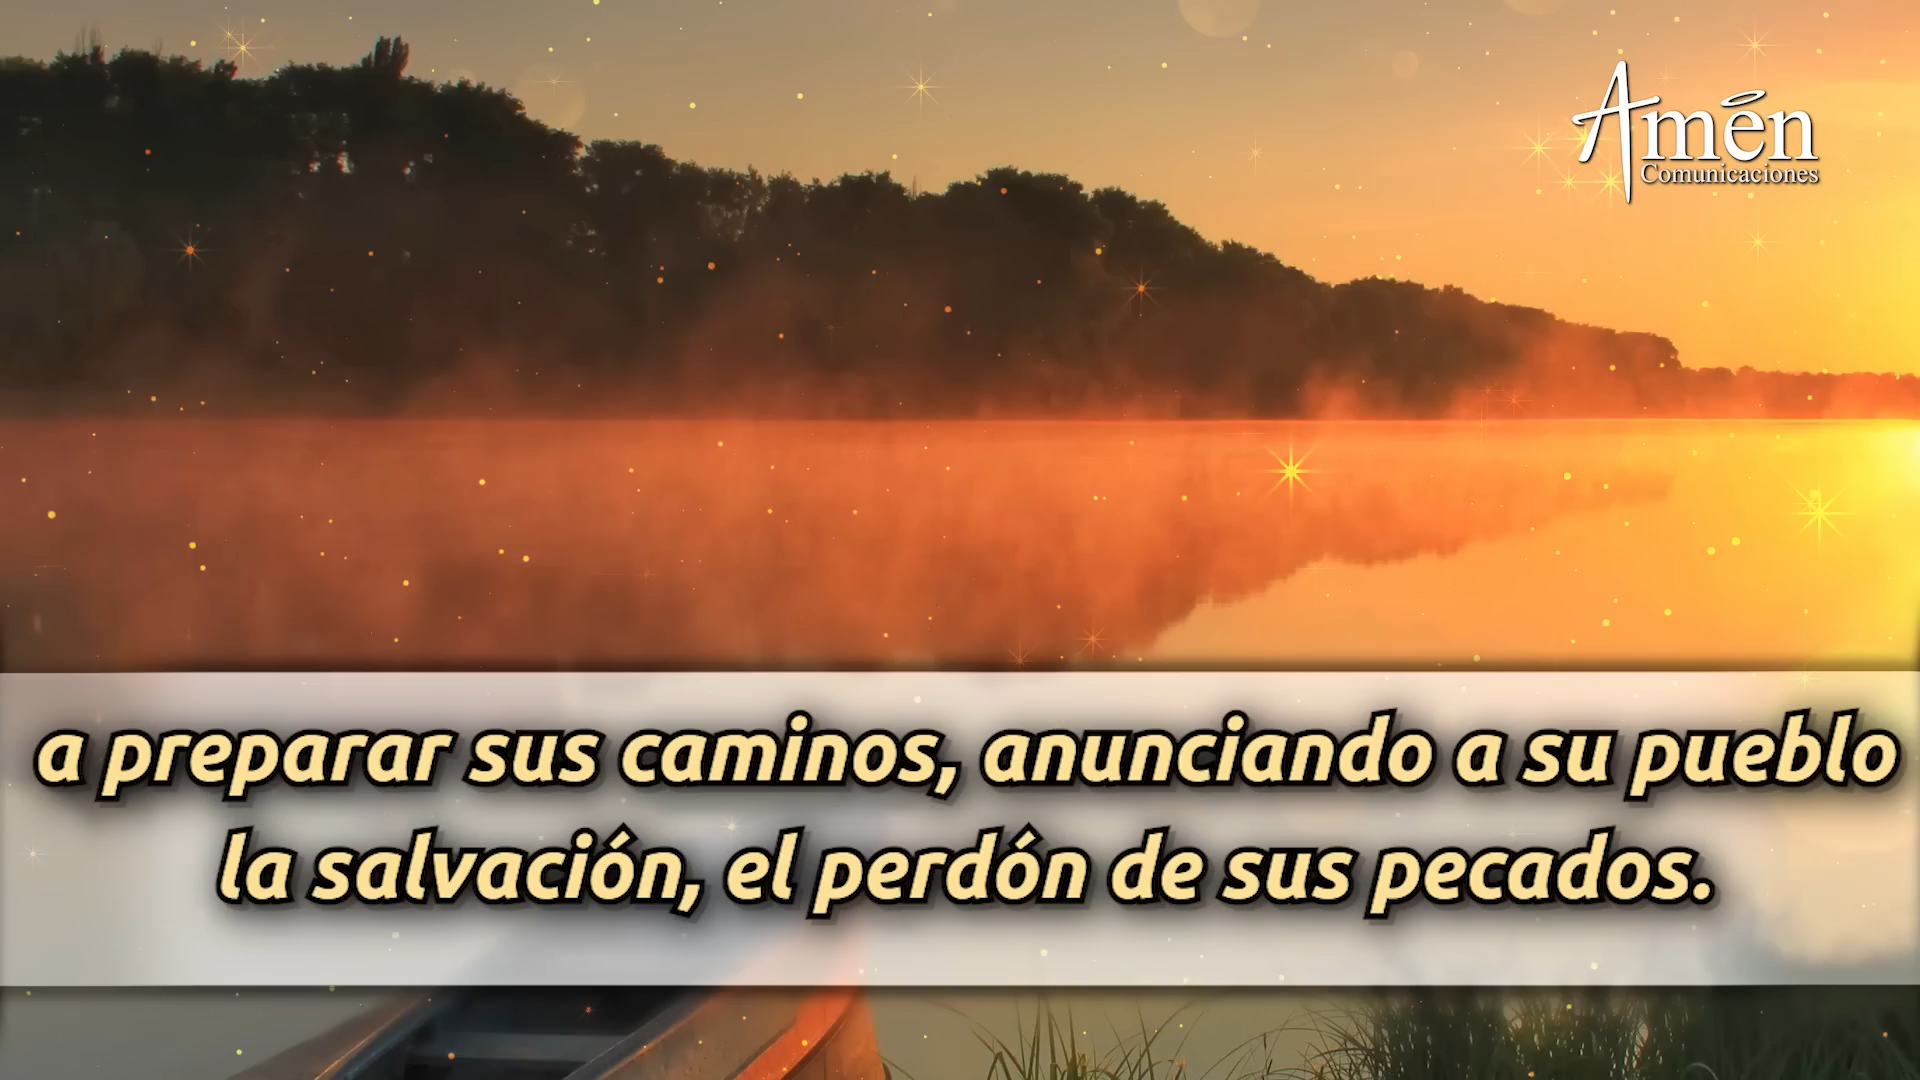 Amén
Comunicaciones
a preparar sus caminos, anunciando a su pueblo
la salvación, el perdón de sus pecados.